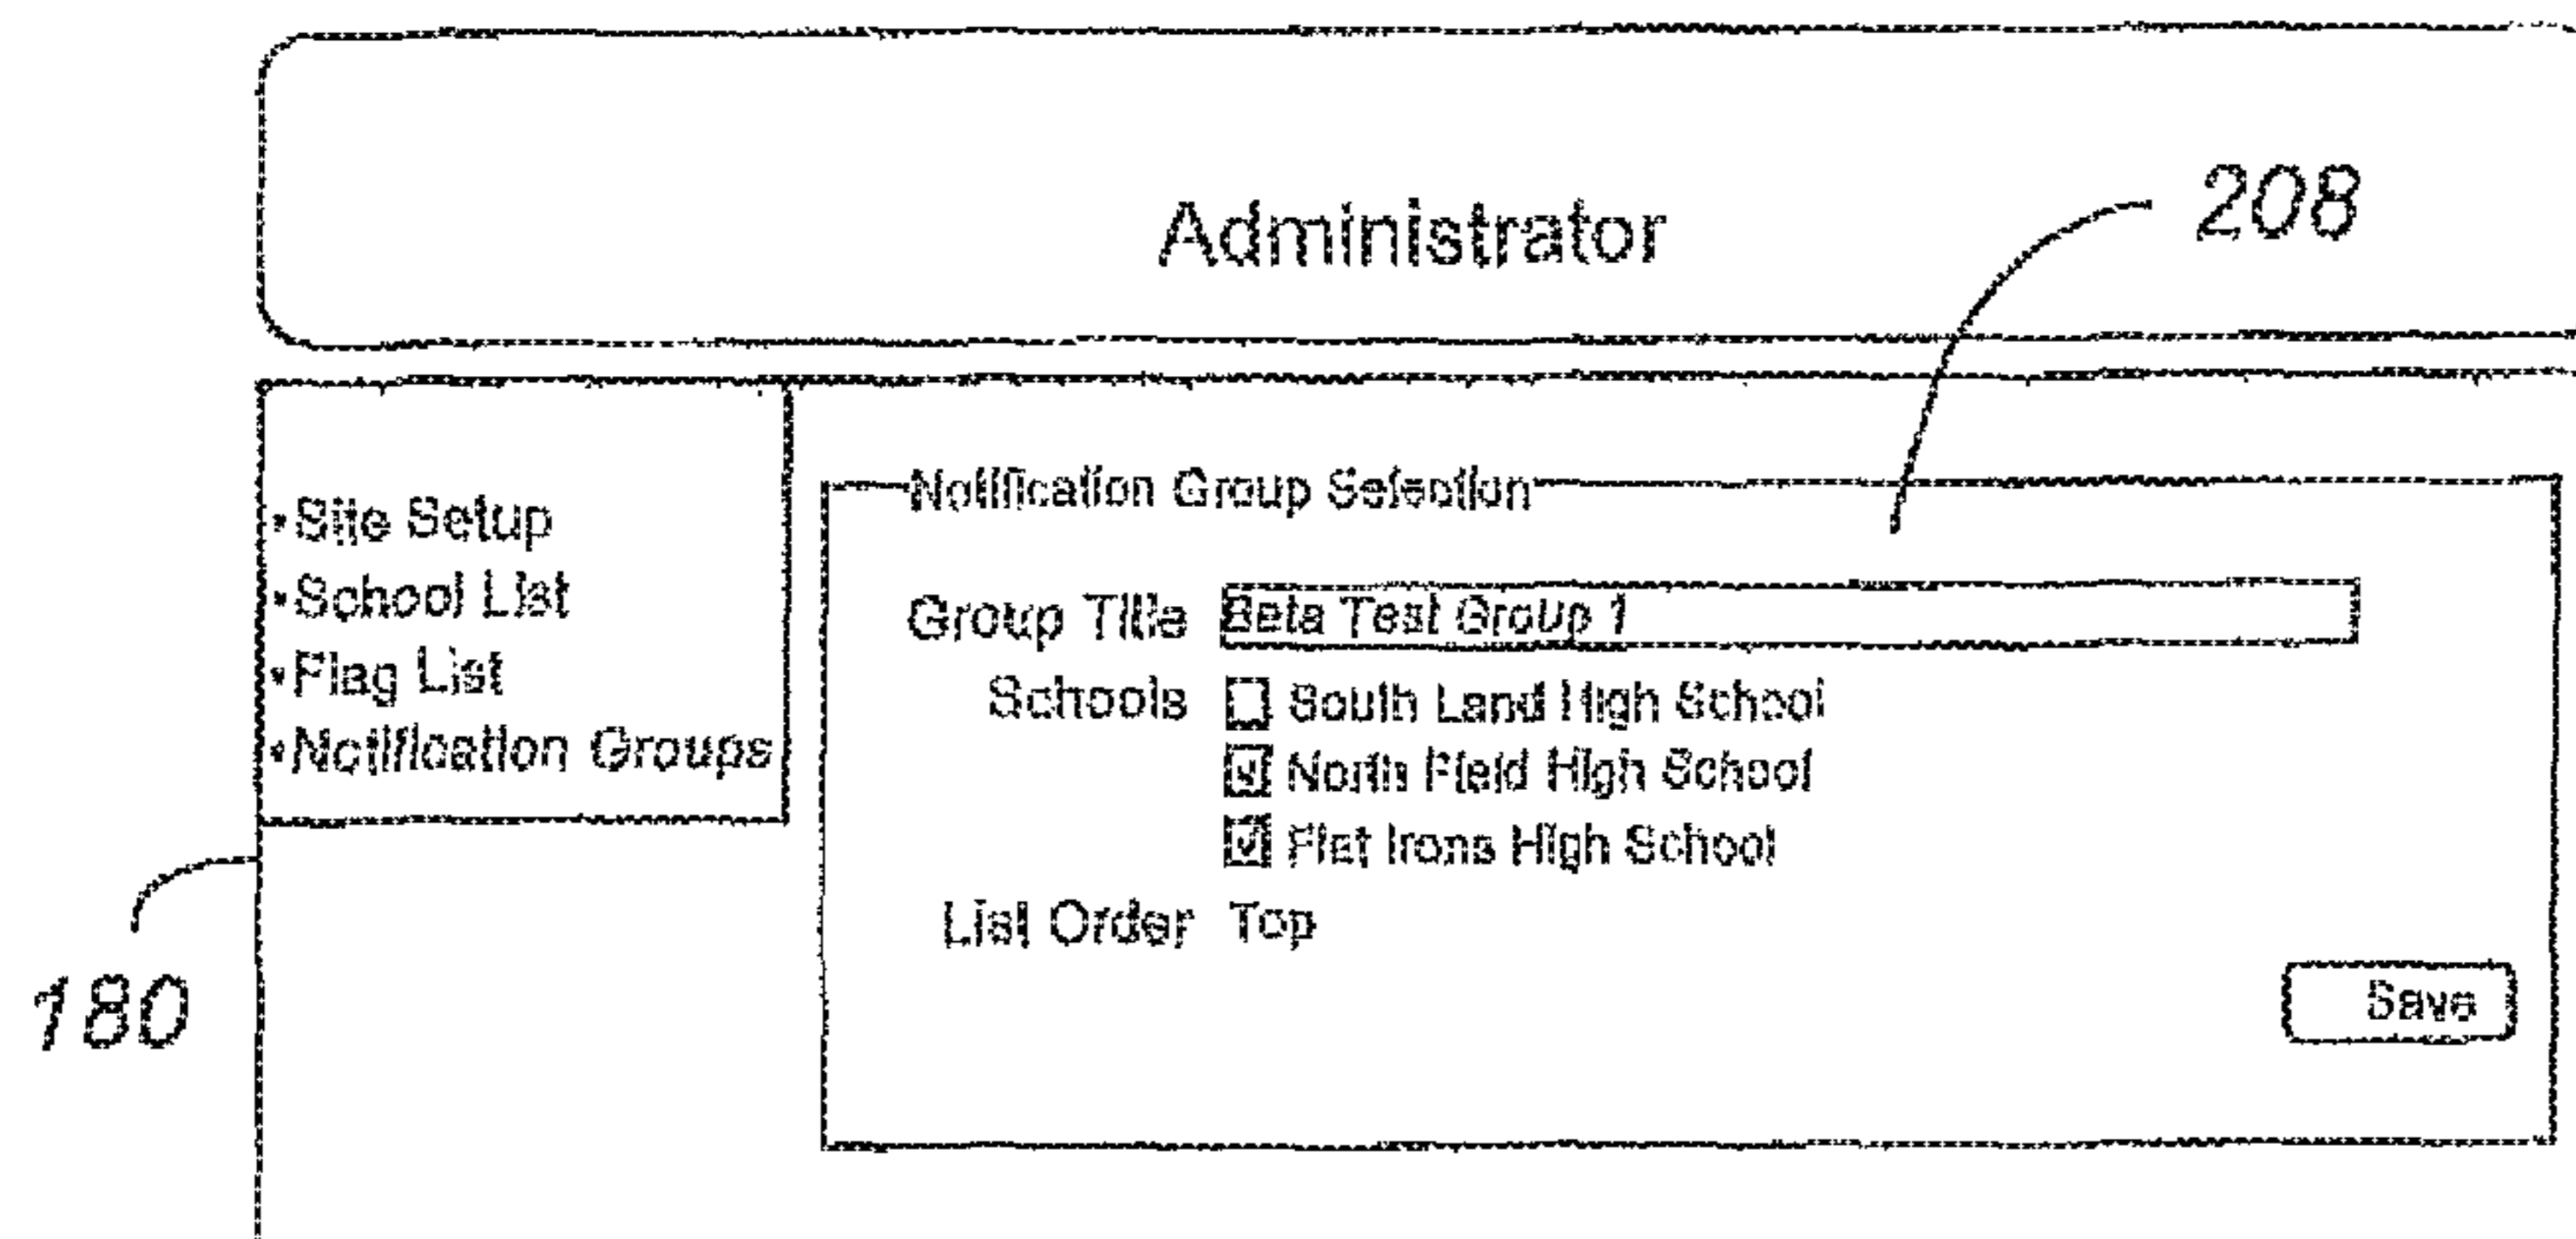 Administrator
208
•Site Setup
•School List
•Flag List
•Notification Groups
180
Notification Group Selection
Group Title Beta Test Group 1
Schools South Land High School
North Field High School
Flat Irons High School
List Order Top
Save